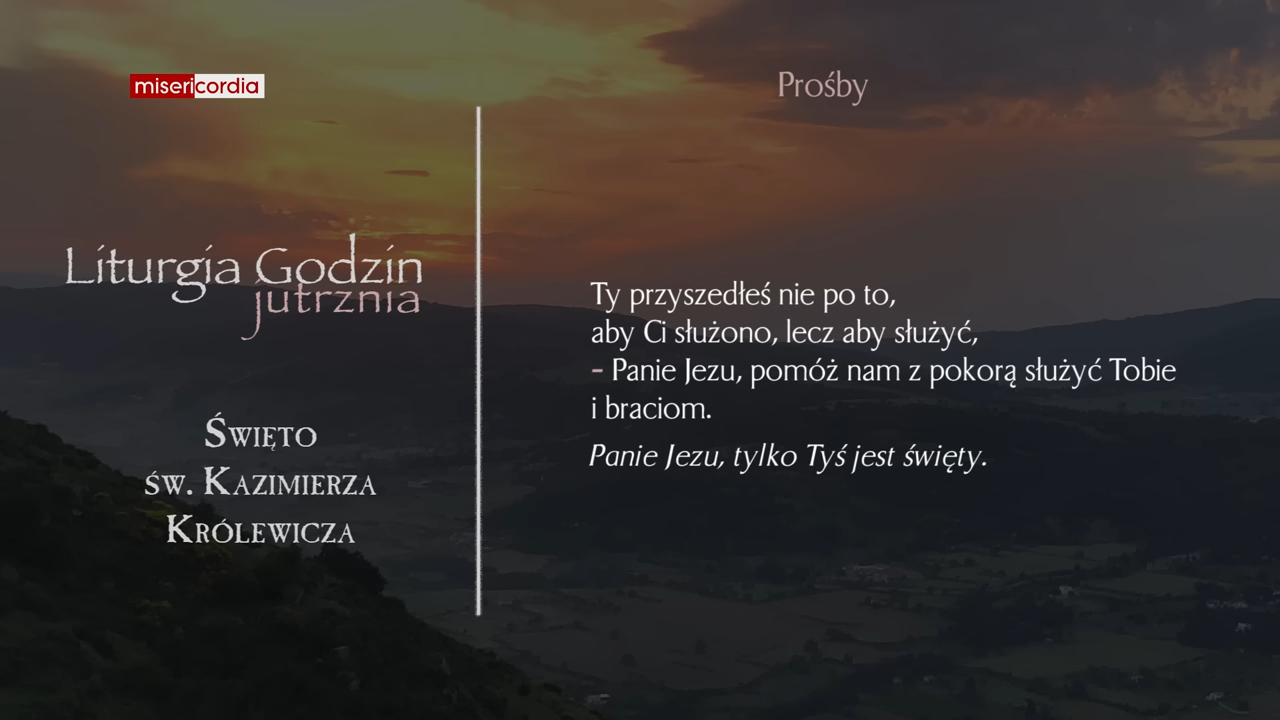 misericordia
Prośby
Liturgia Godzin
jutrznia
Święto
św. Kazimierza
Królewicza
Ty przyszedłeś nie po to,
aby Ci służono, lecz aby służyć,
- Panie Jezu, pomóż nam z pokorą służyć Tobie
i braciom.
Panie Jezu, tylko Tyś jest święty.